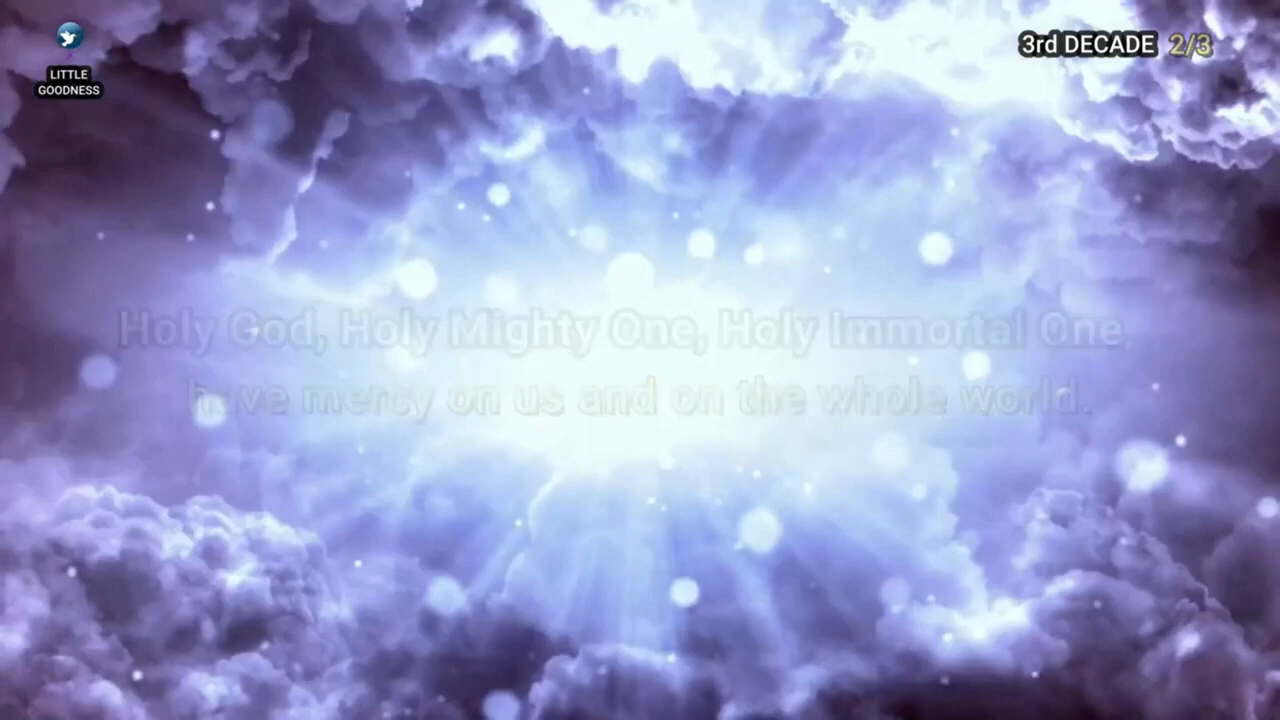 3rd DECADE 2/3
LITTLE
GOODNESS
Holy God, Holy Mighty One, Holy Immortal One,
have mercy on us and on the whole world.